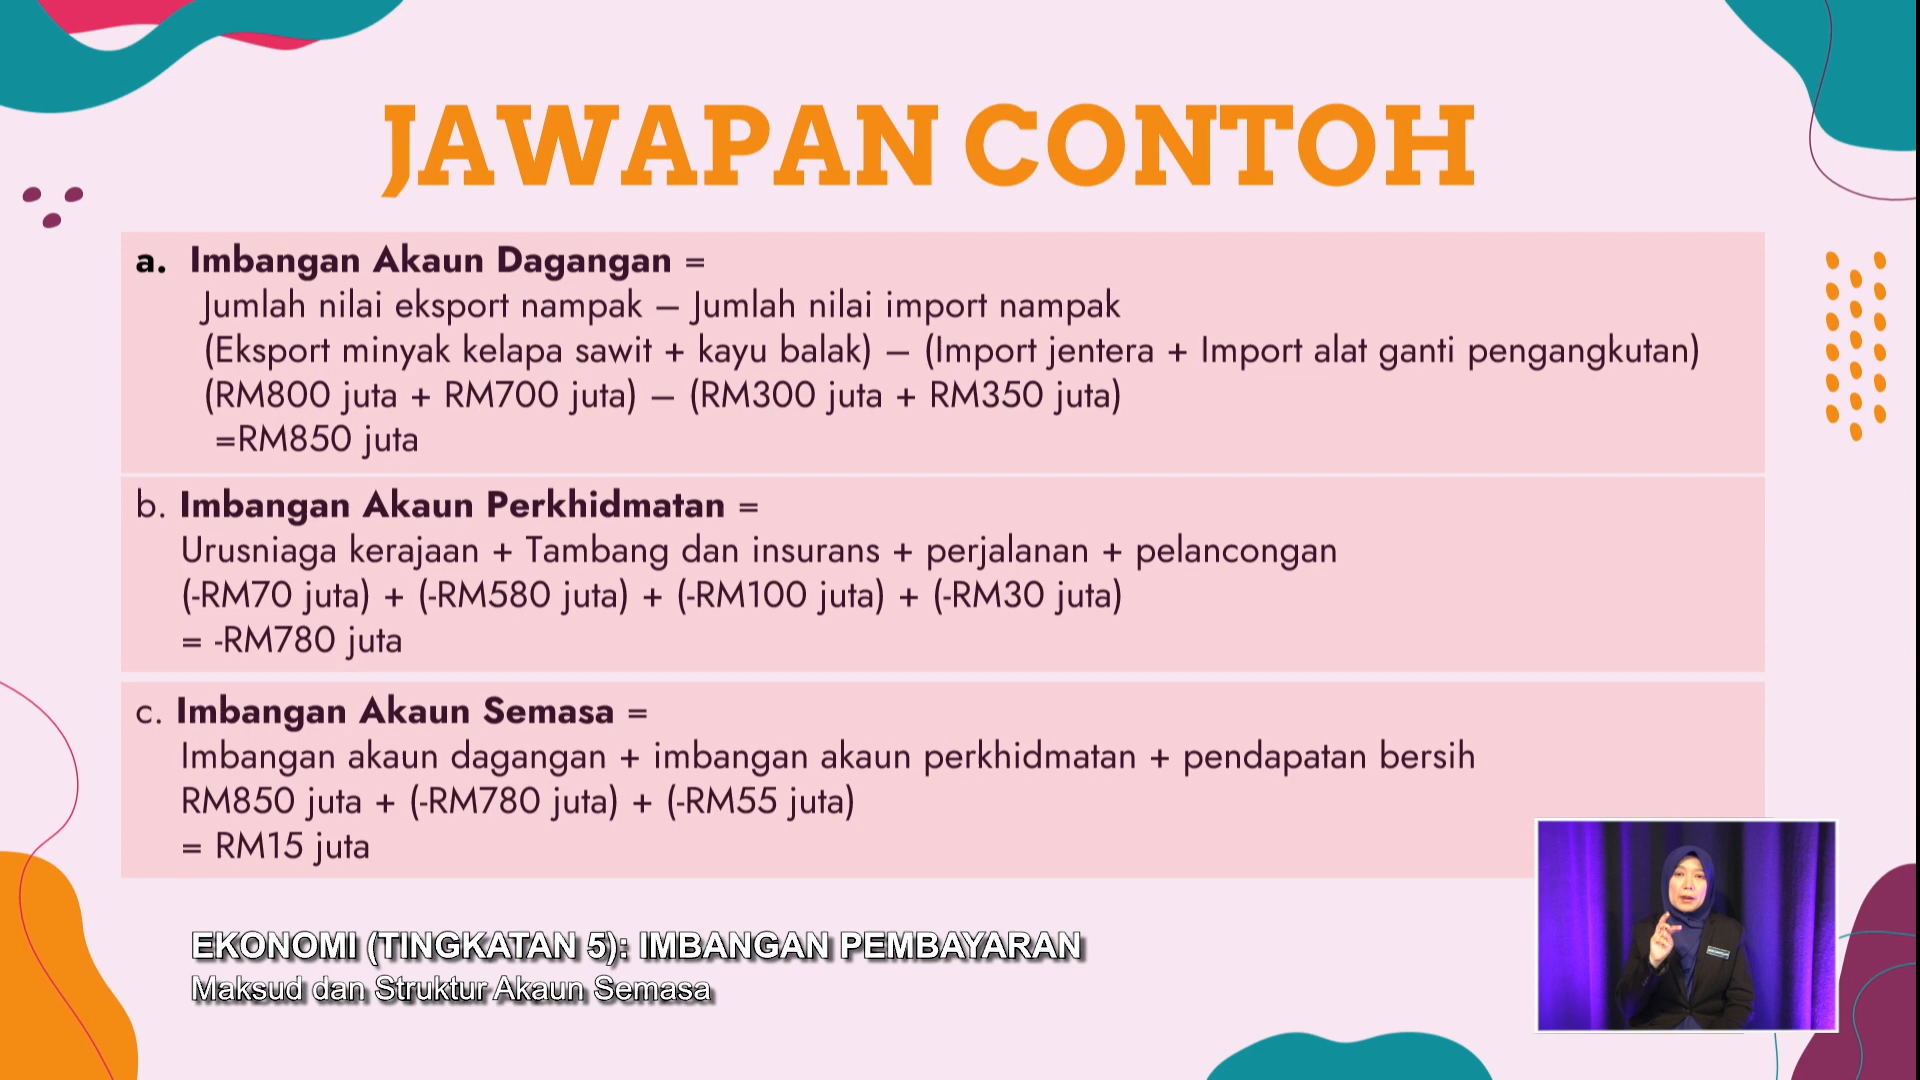 JAWAPAN CONTOH
a. Imbangan Akaun Dagangan =
Jumlah nilai eksport nampak – Jumlah nilai import nampak
(Eksport minyak kelapa sawit + kayu balak) – (Import jentera + Import alat ganti pengangkutan)
(RM800 juta + RM700 juta) – (RM300 juta + RM350 juta)
=RM850 juta
b. Imbangan Akaun Perkhidmatan =
Urusniaga kerajaan + Tambang dan insurans + perjalanan + pelancongan
(-RM70 juta) + (-RM580 juta) + (-RM100 juta) + (-RM30 juta)
= -RM780 juta
c. Imbangan Akaun Semasa =
Imbangan akaun dagangan + imbangan akaun perkhidmatan + pendapatan bersih
RM850 juta + (-RM780 juta) + (-RM55 juta)
= RM15 juta
EKONOMI (TINGKATAN 5): IMBANGAN PEMBAYARAN
Maksud dan Struktur Akaun Semasa